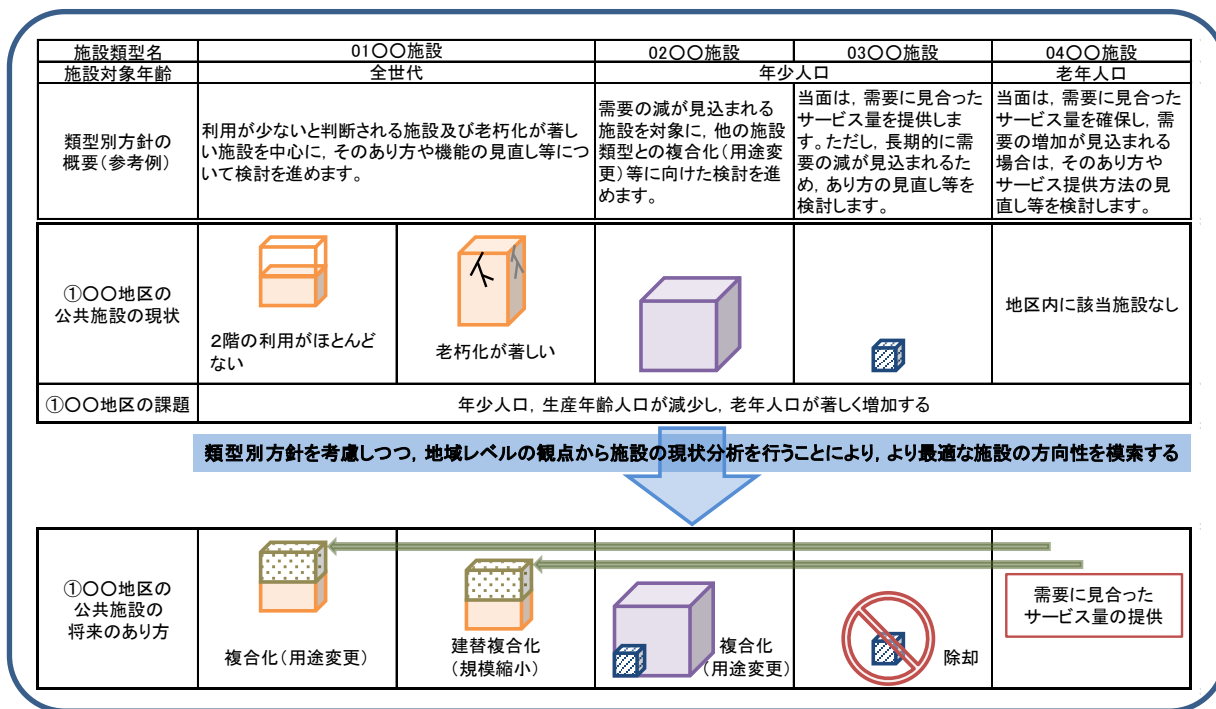 施設類型名
01〇〇施設
02〇〇施設
03〇〇施設
04〇〇施設
施設対象年齢
全世代
年少人口
老年人口
類型別方針の
概要(参考例)
利用が少ないと判断される施設及び老朽化が著し
い施設を中心に，そのあり方や機能の見直し等につ
いて検討を進めます。
需要の減が見込まれる
施設を対象に，他の施設
類型との複合化(用途変
更)等に向けた検討を進
めます。
当面は，需要に見合った
サービス量を提供しま
す。ただし，長期的に需
要の減が見込まれるた
め，あり方の見直し等を
検討します。
当面は，需要に見合った
サービス量を確保し，需
要の増加が見込まれる
場合は，そのあり方や
サービス提供方法の見
直し等を検討します。
①〇〇地区の
公共施設の現状
２階の利用がほとんど
ない
老朽化が著しい
地区内に該当施設なし
①〇〇地区の課題
年少人口，生産年齢人口が減少し，老年人口が著しく増加する
類型別方針を考慮しつつ，地域レベルの観点から施設の現状分析を行うことにより，より最適な施設の方向性を模索する
①〇〇地区の
公共施設の
将来のあり方
複合化(用途変更)
建替複合化
(規模縮小)
複合化
(用途変更)
除却
需要に見合った
サービス量の提供